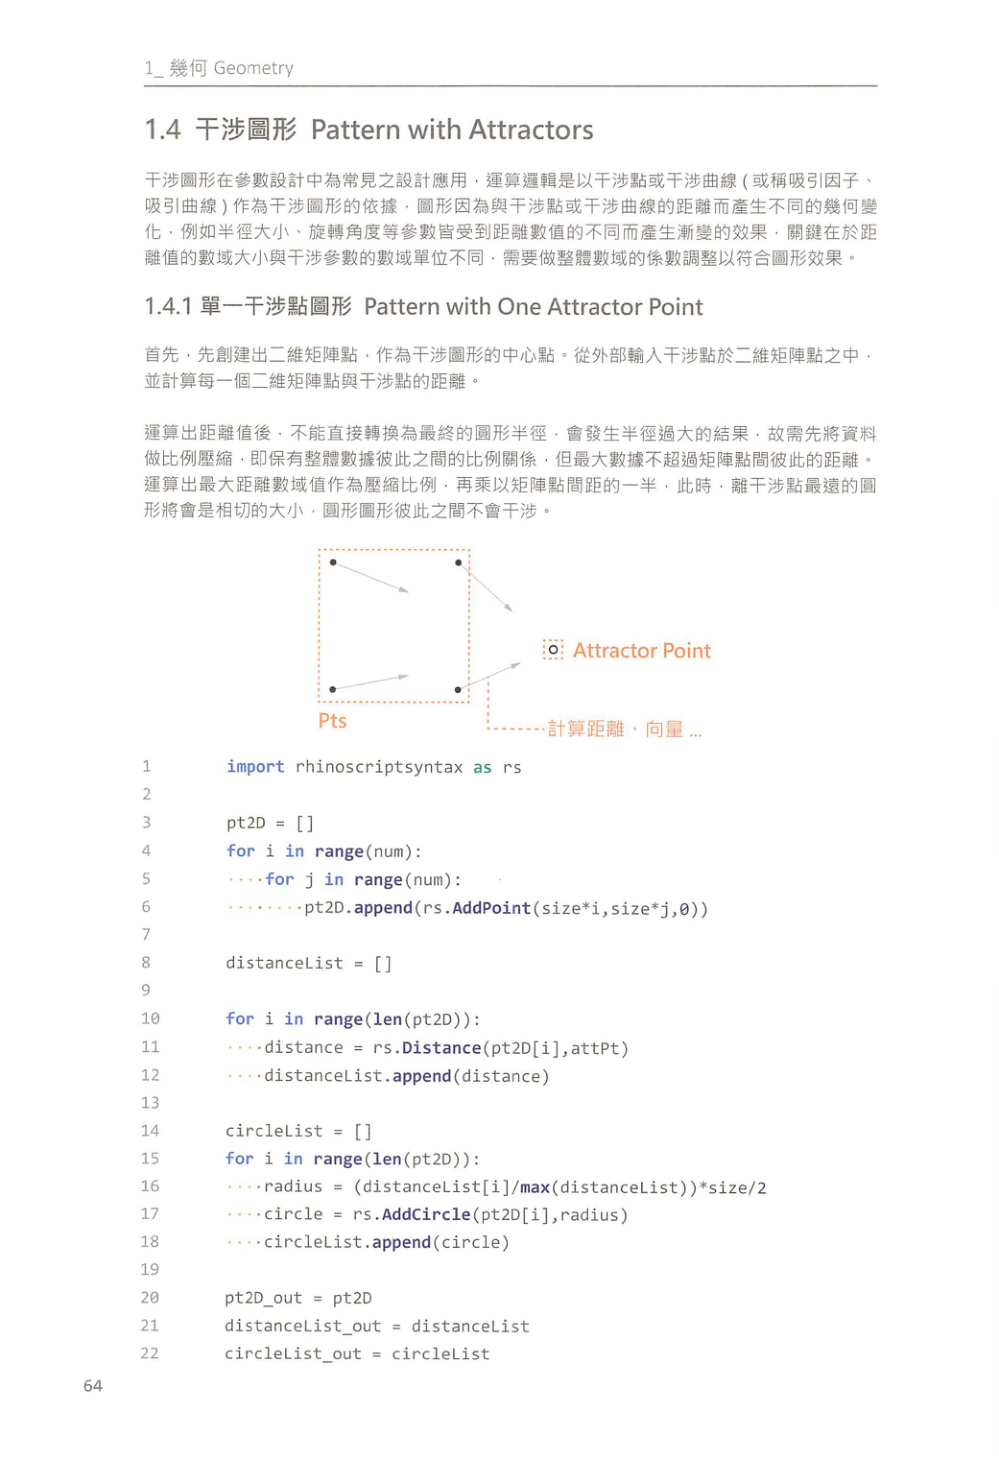 1_ 幾何 Geometry
1.4 干涉圖形 Pattern with Attractors
干涉圖形在參數設計中為常見之設計應用，運算邏輯是以干涉點或干涉曲線 ( 或稱吸引因子、
吸引曲線 ) 作為干涉圖形的依據，圖形因為與干涉點或干涉曲線的距離而產生不同的幾何變
化，例如半徑大小、旋轉角度等參數皆受到距離數值的不同而產生漸變的效果，關鍵在於距
離值的數域大小與干涉參數的數域單位不同，需要做整體數域的係數調整以符合圖形效果。
1.4.1 單一干涉點圖形 Pattern with One Attractor Point
首先，先創建出二維矩陣點，作為干涉圖形的中心點。從外部輸入干涉點於二維矩陣點之中，
並計算每一個二維矩陣點與干涉點的距離。
運算出距離值後，不能直接轉換為最終的圓形半徑，會發生半徑過大的結果，故需先將資料
做比例壓縮，即保有整體數據彼此之間的比例關係，但最大數據不超過矩陣點間彼此的距離。
運算出最大距離數域值作為壓縮比例，再乘以矩陣點間距的一半，此時，離干涉點最遠的圓
形將會是相切的大小，圓形圖形彼此之間不會干涉。
Attractor Point
Pts
計算距離、向量 ...
1 import rhinoscriptsyntax as rs
2
3 pt2D = []
4 for i in range(num):
5 ····for j in range(num):
6 ········pt2D.append(rs.AddPoint(size*i,size*j,0))
7
8 distanceList = []
9
10 for i in range(len(pt2D)):
11 ····distance = rs.Distance(pt2D[i],attPt)
12 ····distanceList.append(distance)
13
14 circleList = []
15 for i in range(len(pt2D)):
16 ····radius = (distanceList[i]/max(distanceList))*size/2
17 ····circle = rs.AddCircle(pt2D[i],radius)
18 ····circleList.append(circle)
19
20 pt2D_out = pt2D
21 distanceList_out = distanceList
22 circleList_out = circleList
64